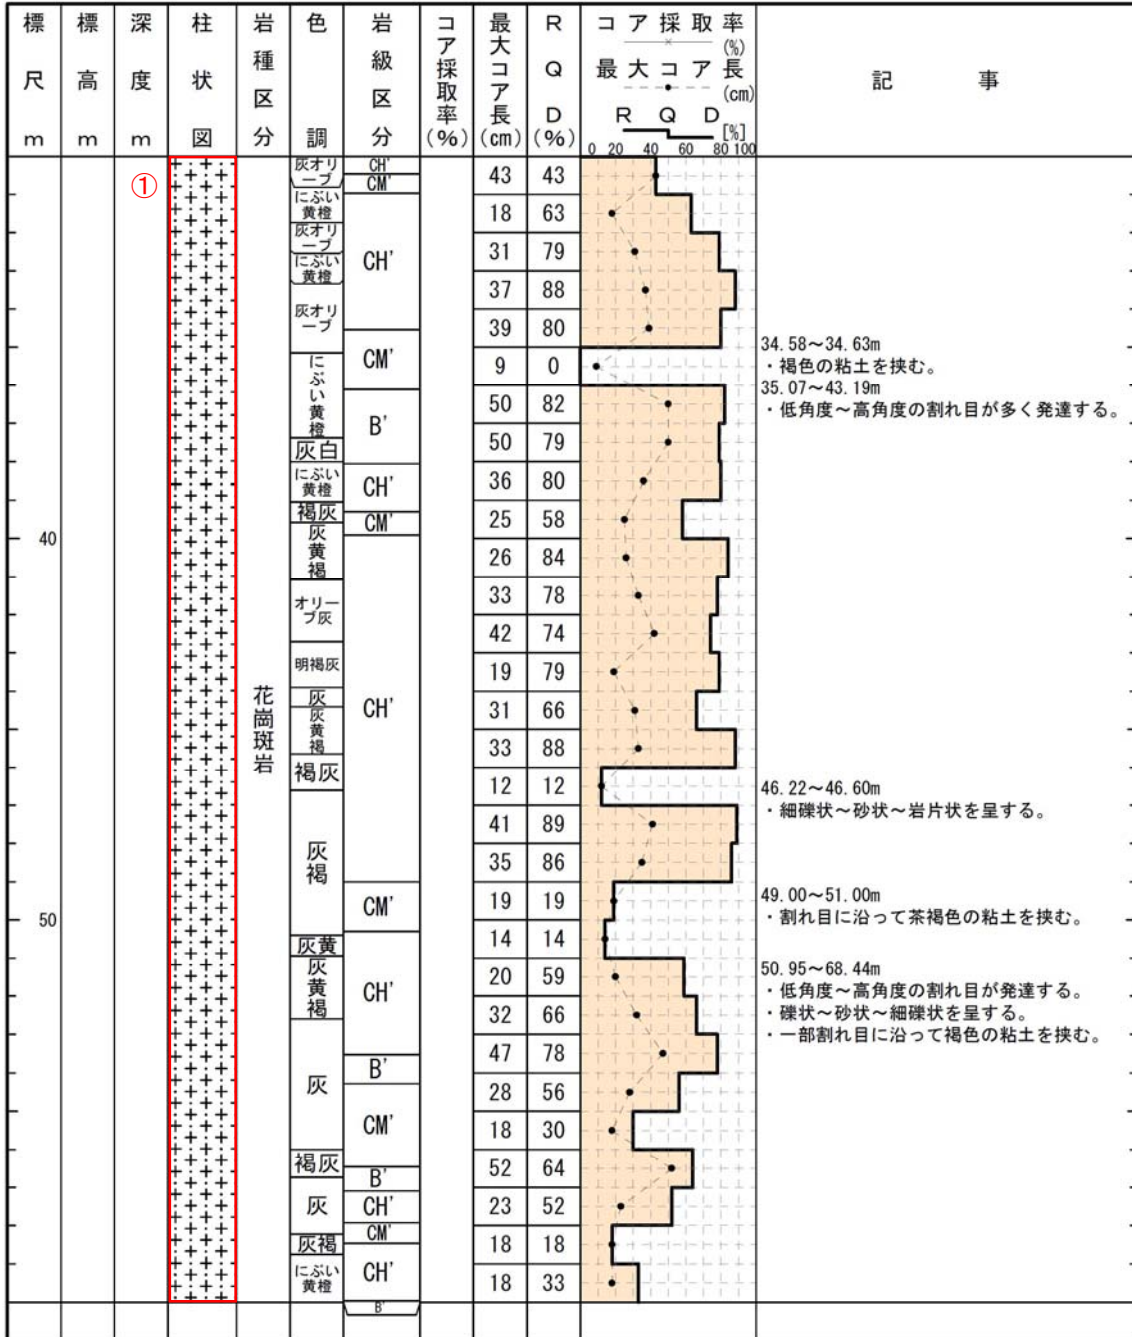 標尺 m
標高 m
深度 m
柱状図
岩種区分
色調
岩級区分
コア採取率(%)
最大コア長(cm)
RQD(%)
コア採取率(%)
最大コア長(cm)
RQD[%]
0 20 40 60 80 100
記事
①
40
50
花崗斑岩
灰オリーブ
にぶい黄橙
灰オリーブ
にぶい黄橙
灰オリーブ
にぶい黄橙
灰白
にぶい黄橙
褐灰
灰黄褐
オリーブ灰
明褐灰
灰
灰黄褐
褐灰
灰褐
灰黄
灰黄褐
灰
褐灰
灰
灰褐
にぶい黄橙
CH'
CM'
CH'
CM'
B'
CH'
CM'
CH'
CM'
CH'
B'
CM'
B'
CH'
CM'
CH'
B'
43 43
18 63
31 79
37 88
39 80
9 0
50 82
50 79
36 80
25 58
26 84
33 78
42 74
19 79
31 66
33 88
12 12
41 89
35 86
19 19
14 14
20 59
32 66
47 78
28 56
18 30
52 64
23 52
18 18
18 33
34.58～34.63m
・褐色の粘土を挟む。
35.07～43.19m
・低角度～高角度の割れ目が多く発達する。
46.22～46.60m
・細礫状～砂状～岩片状を呈する。
49.00～51.00m
・割れ目に沿って茶褐色の粘土を挟む。
50.95～68.44m
・低角度～高角度の割れ目が発達する。
・礫状～砂状～細礫状を呈する。
・一部割れ目に沿って褐色の粘土を挟む。